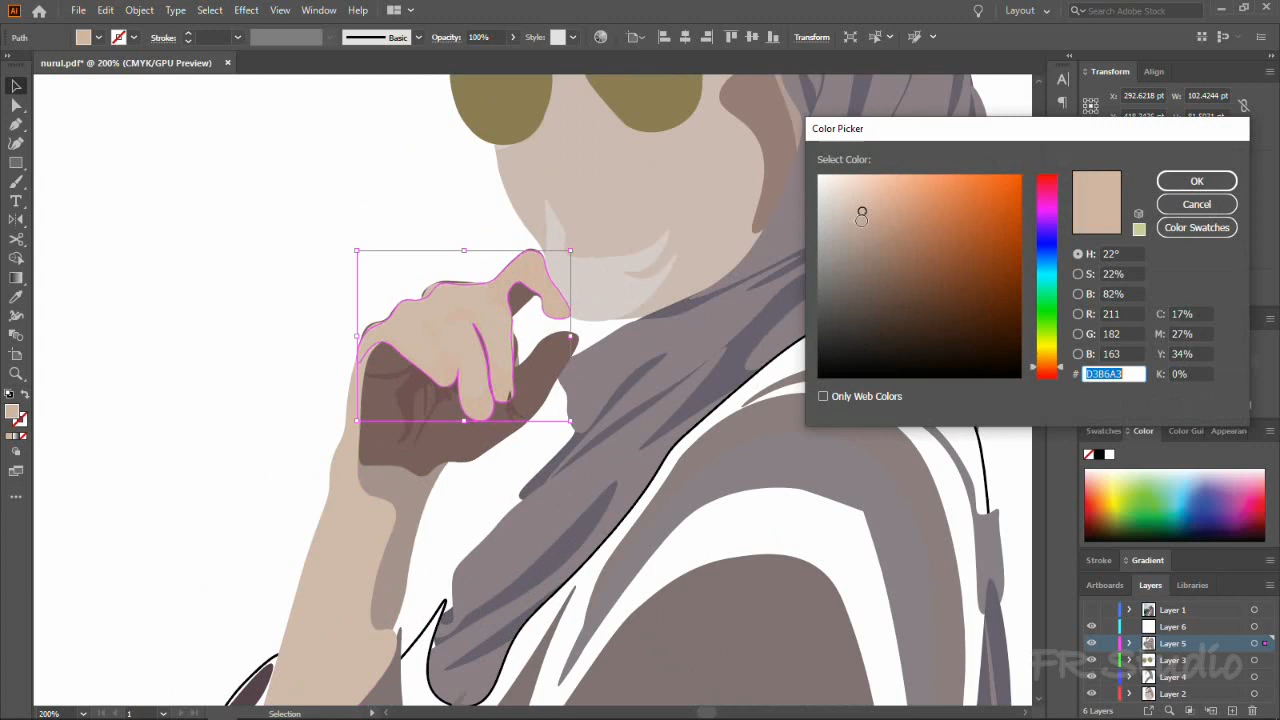 Ai File Edit Object Type Select Effect View Window Help Layout Search Adobe Stock
Path Stroke: Basic Opacity: 100% Style: Transform
nurul.pdf* @ 200% (CMYK/GPU Preview) ×
Transform Align
X: 292.6218 pt W: 102.4244 pt
Color Picker
Select Color:
OK
Cancel
Color Swatches
H: 22°
S: 22%
B: 82%
R: 211 C: 17%
G: 182 M: 27%
B: 163 Y: 34%
# D3B6A3 K: 0%
Only Web Colors
Swatches Color Color Gui Appearan
Stroke Gradient
Artboards Layers Libraries
Layer 1
Layer 6
Layer 5
Layer 3
Layer 4
Layer 2
FR Studio
200% 1 Selection 6 Layers